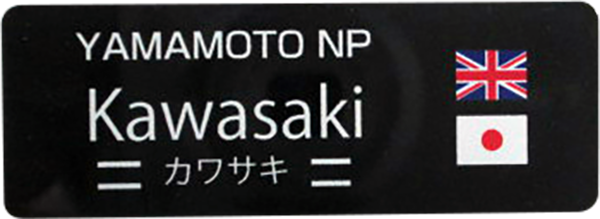 YAMAMOTO NP
Kawasaki
カワサキ